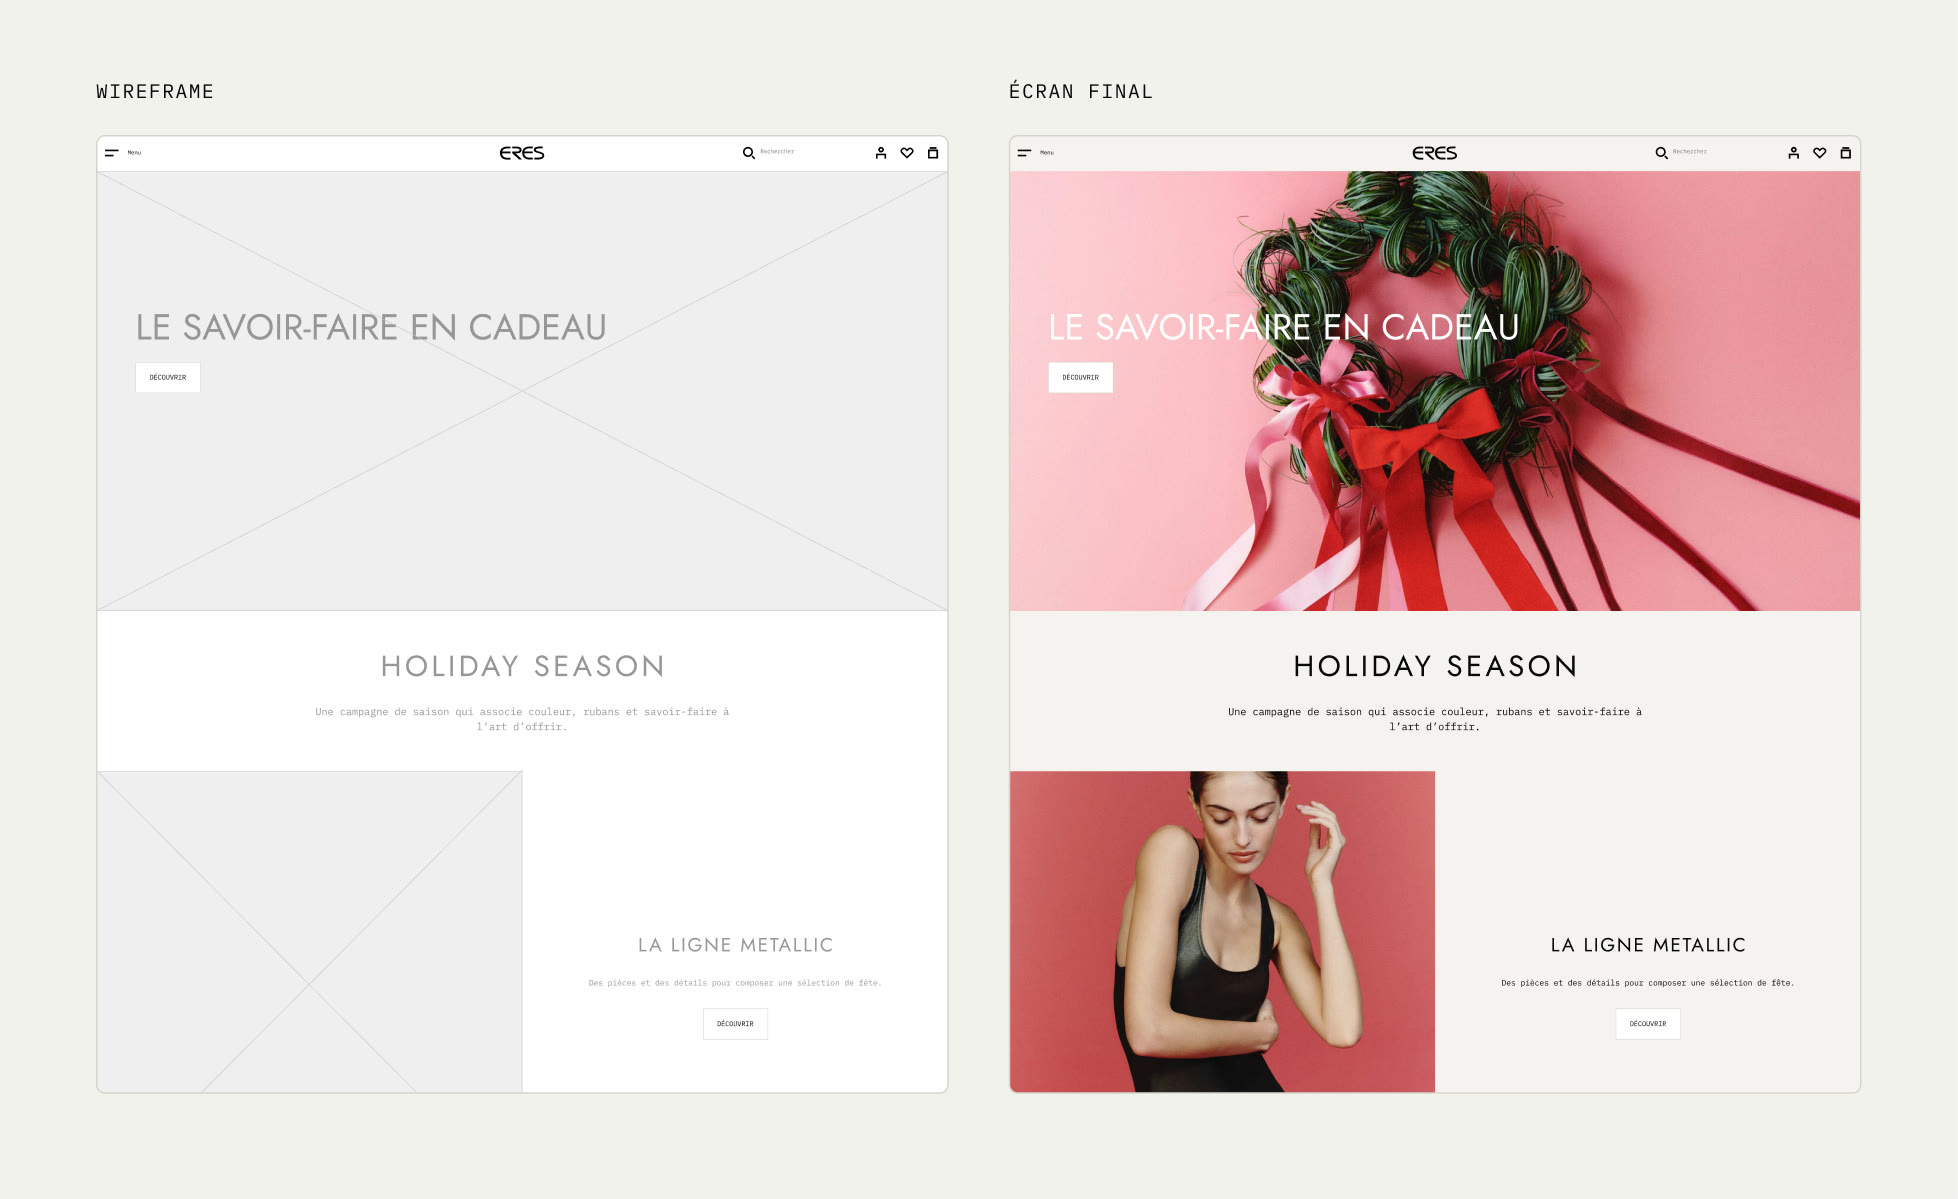 WIREFRAME
Menu
ERES
Rechercher
LE SAVOIR-FAIRE EN CADEAU
DÉCOUVRIR
HOLIDAY SEASON
Une campagne de saison qui associe couleur, rubans et savoir-faire à
l’art d’offrir.
LA LIGNE METALLIC
Des pièces et des détails pour composer une sélection de fête.
DÉCOUVRIR
ÉCRAN FINAL
Menu
ERES
Rechercher
LE SAVOIR-FAIRE EN CADEAU
DÉCOUVRIR
HOLIDAY SEASON
Une campagne de saison qui associe couleur, rubans et savoir-faire à
l’art d’offrir.
LA LIGNE METALLIC
Des pièces et des détails pour composer une sélection de fête.
DÉCOUVRIR